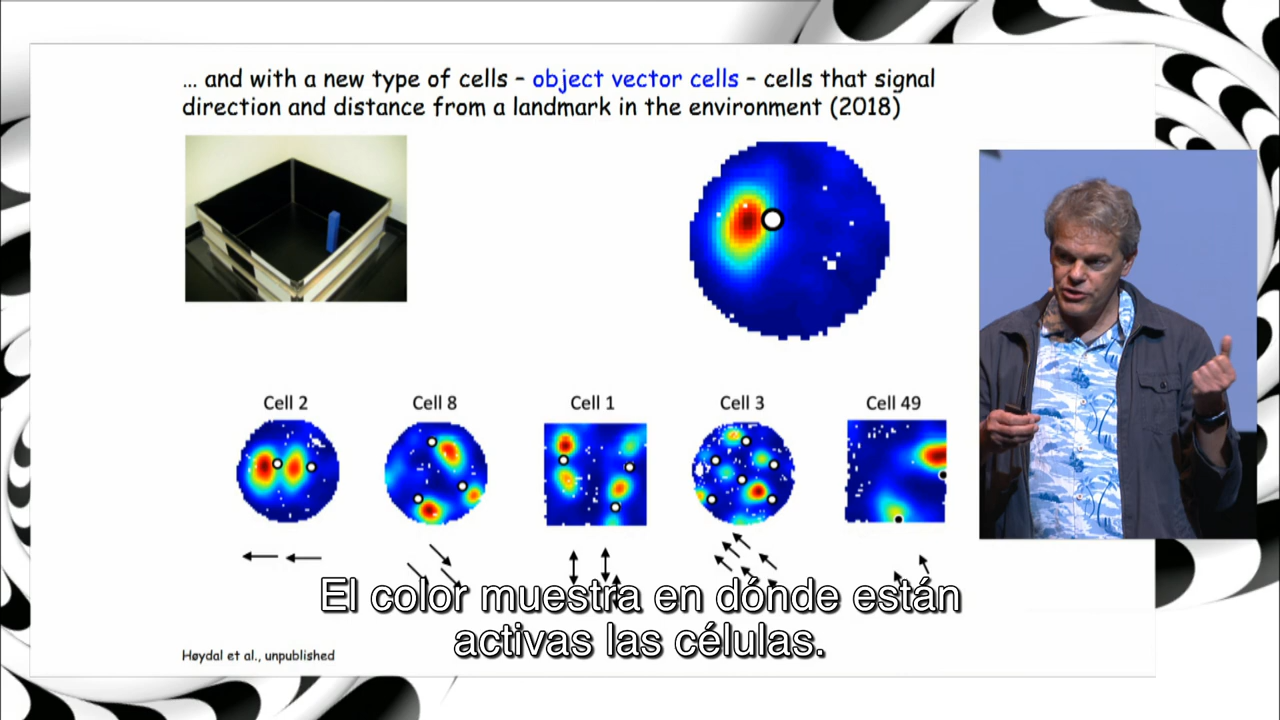 ... and with a new type of cells – object vector cells – cells that signal
direction and distance from a landmark in the environment (2018)
Cell 2
Cell 8
Cell 1
Cell 3
Cell 49
El color muestra en dónde están
activas las células.
Høydal et al., unpublished